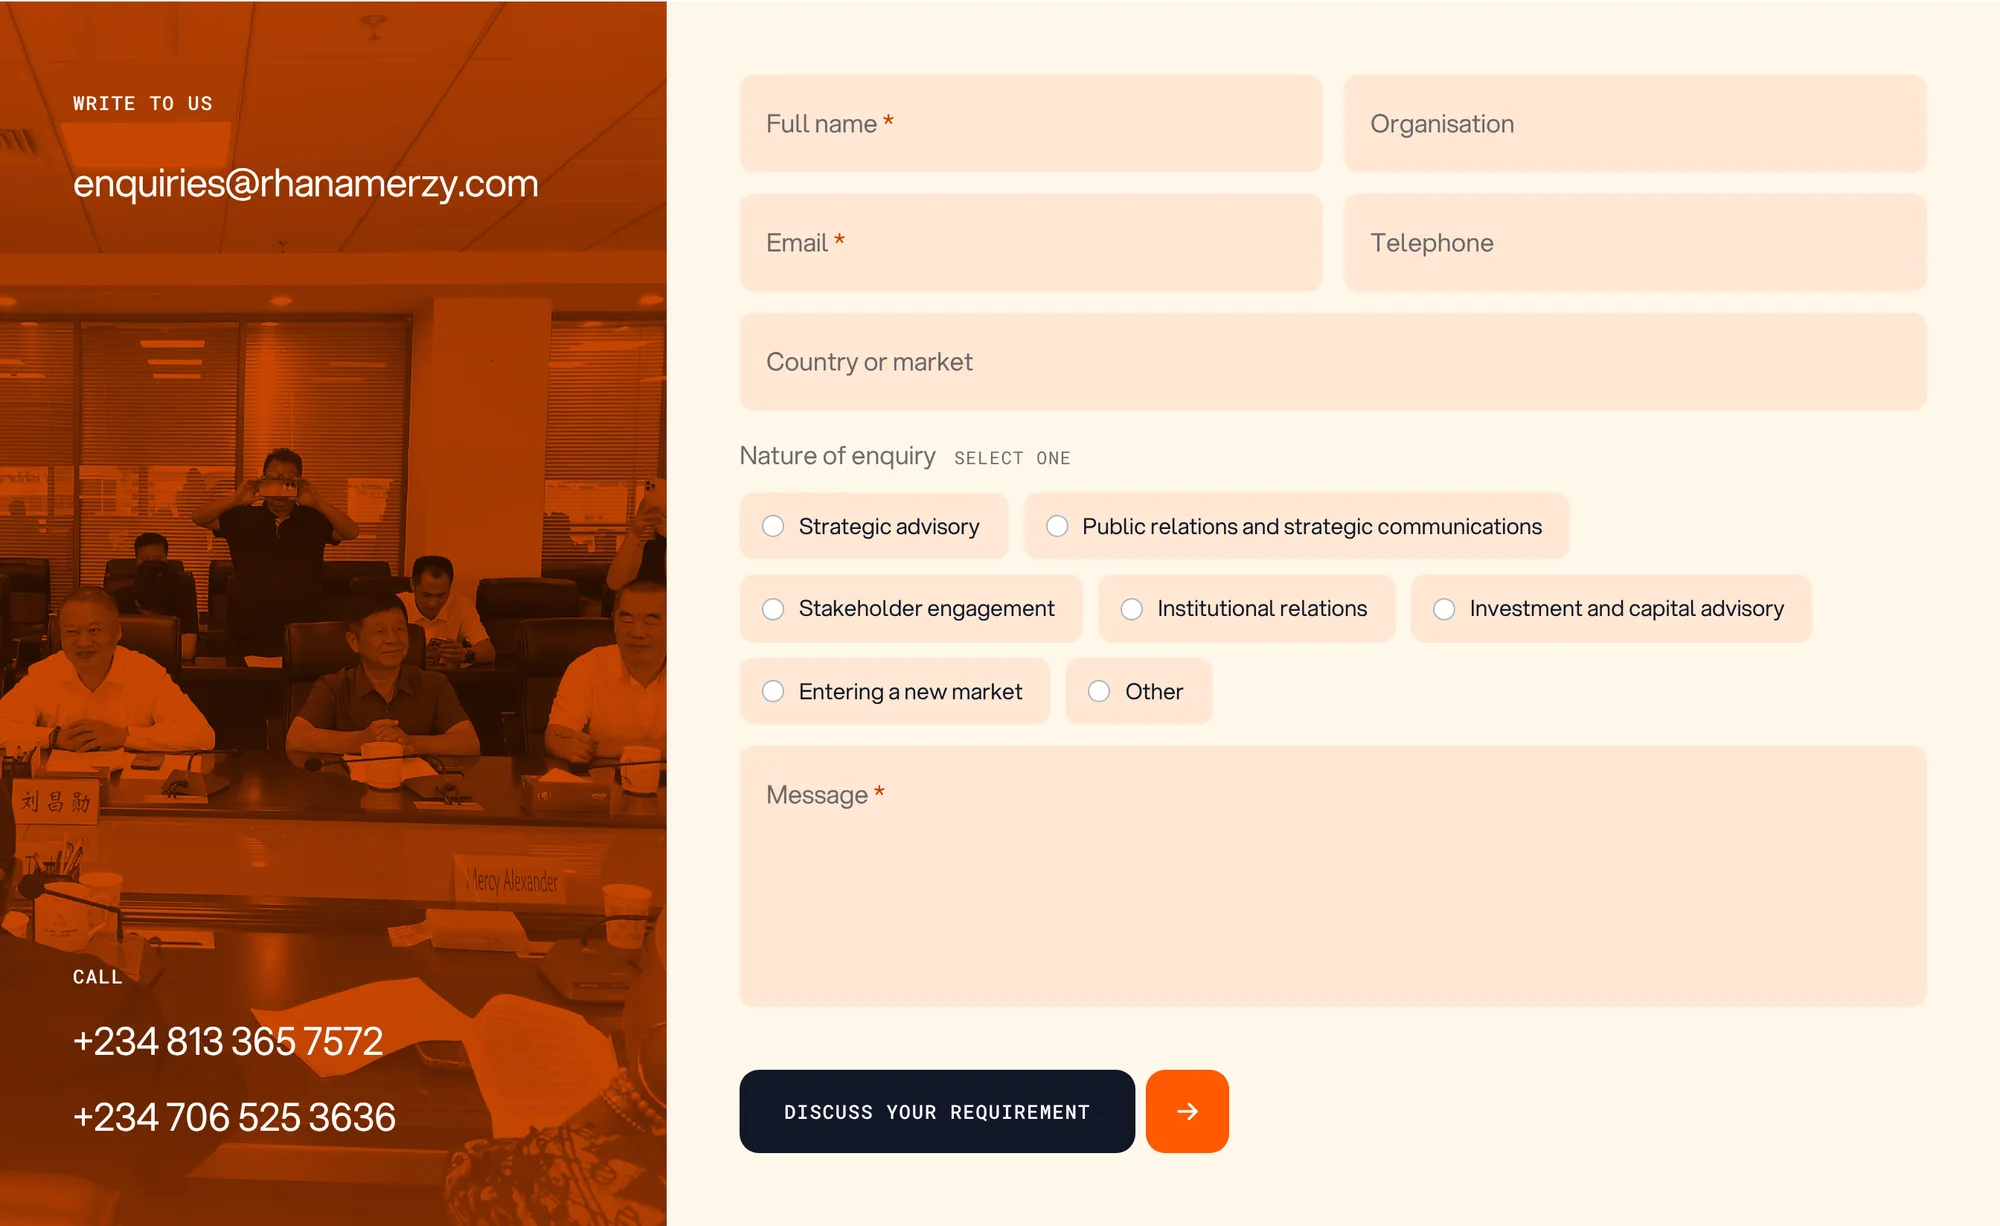 WRITE TO US
enquiries@rhanamerzy.com
刘昌勋
Mercy Alexander
CALL
+234 813 365 7572
+234 706 525 3636
Full name *
Organisation
Email *
Telephone
Country or market
Nature of enquiry SELECT ONE
Strategic advisory
Public relations and strategic communications
Stakeholder engagement
Institutional relations
Investment and capital advisory
Entering a new market
Other
Message *
DISCUSS YOUR REQUIREMENT